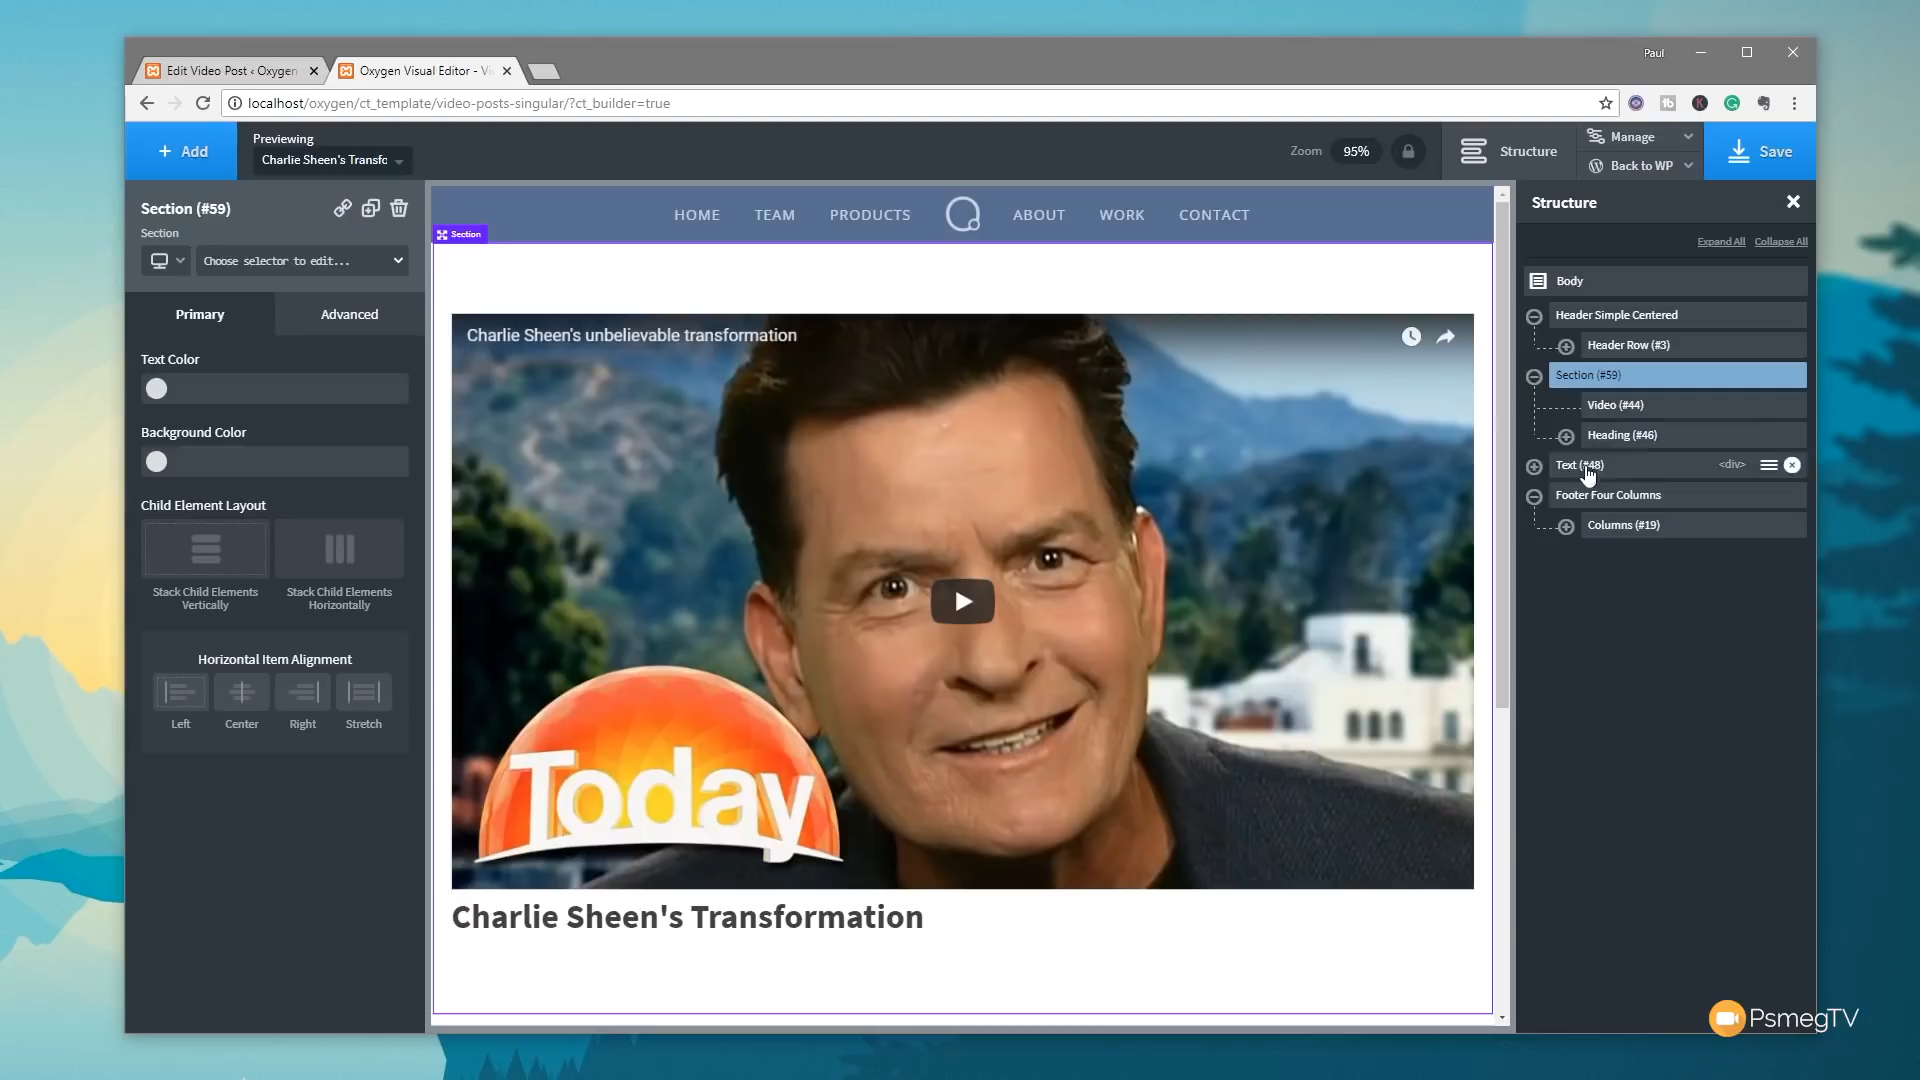 Paul
Edit Video Post ‹ Oxygen
Oxygen Visual Editor - Vi
localhost/oxygen/ct_template/video-posts-singular/?ct_builder=true
+ Add
Previewing
Charlie Sheen's Transfo
Zoom
95%
Structure
Manage
Back to WP
Save
Section (#59)
Section
Choose selector to edit...
Primary
Advanced
Text Color
Background Color
Child Element Layout
Stack Child Elements Vertically
Stack Child Elements Horizontally
Horizontal Item Alignment
Left
Center
Right
Stretch
HOME
TEAM
PRODUCTS
ABOUT
WORK
CONTACT
Section
Charlie Sheen's unbelievable transformation
Today
Charlie Sheen's Transformation
Structure
Expand All
Collapse All
Body
Header Simple Centered
Header Row (#3)
Section (#59)
Video (#44)
Heading (#46)
Text (#48)
<div>
Footer Four Columns
Columns (#19)
PsmegTV